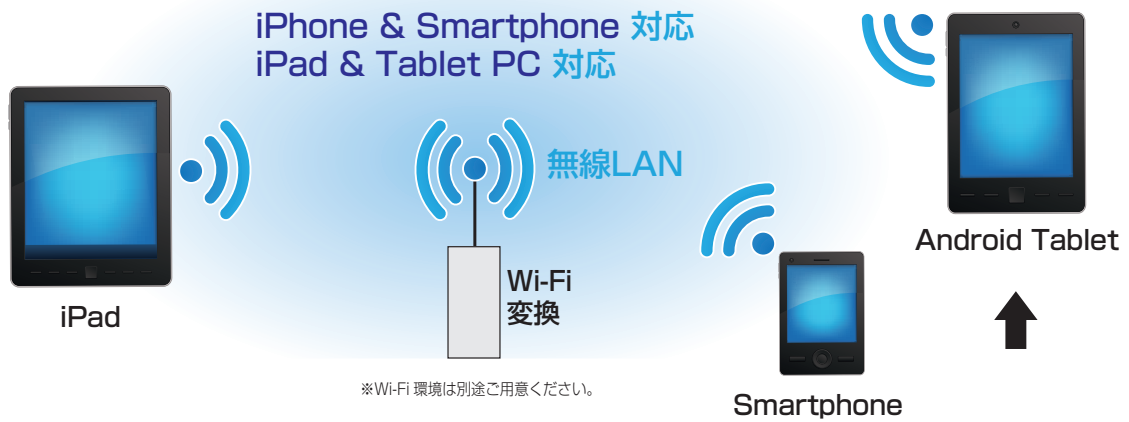 iPhone & Smartphone 対応
iPad & Tablet PC 対応
無線LAN
Wi-Fi
変換
iPad
Android Tablet
※Wi-Fi 環境は別途ご用意ください。
Smartphone